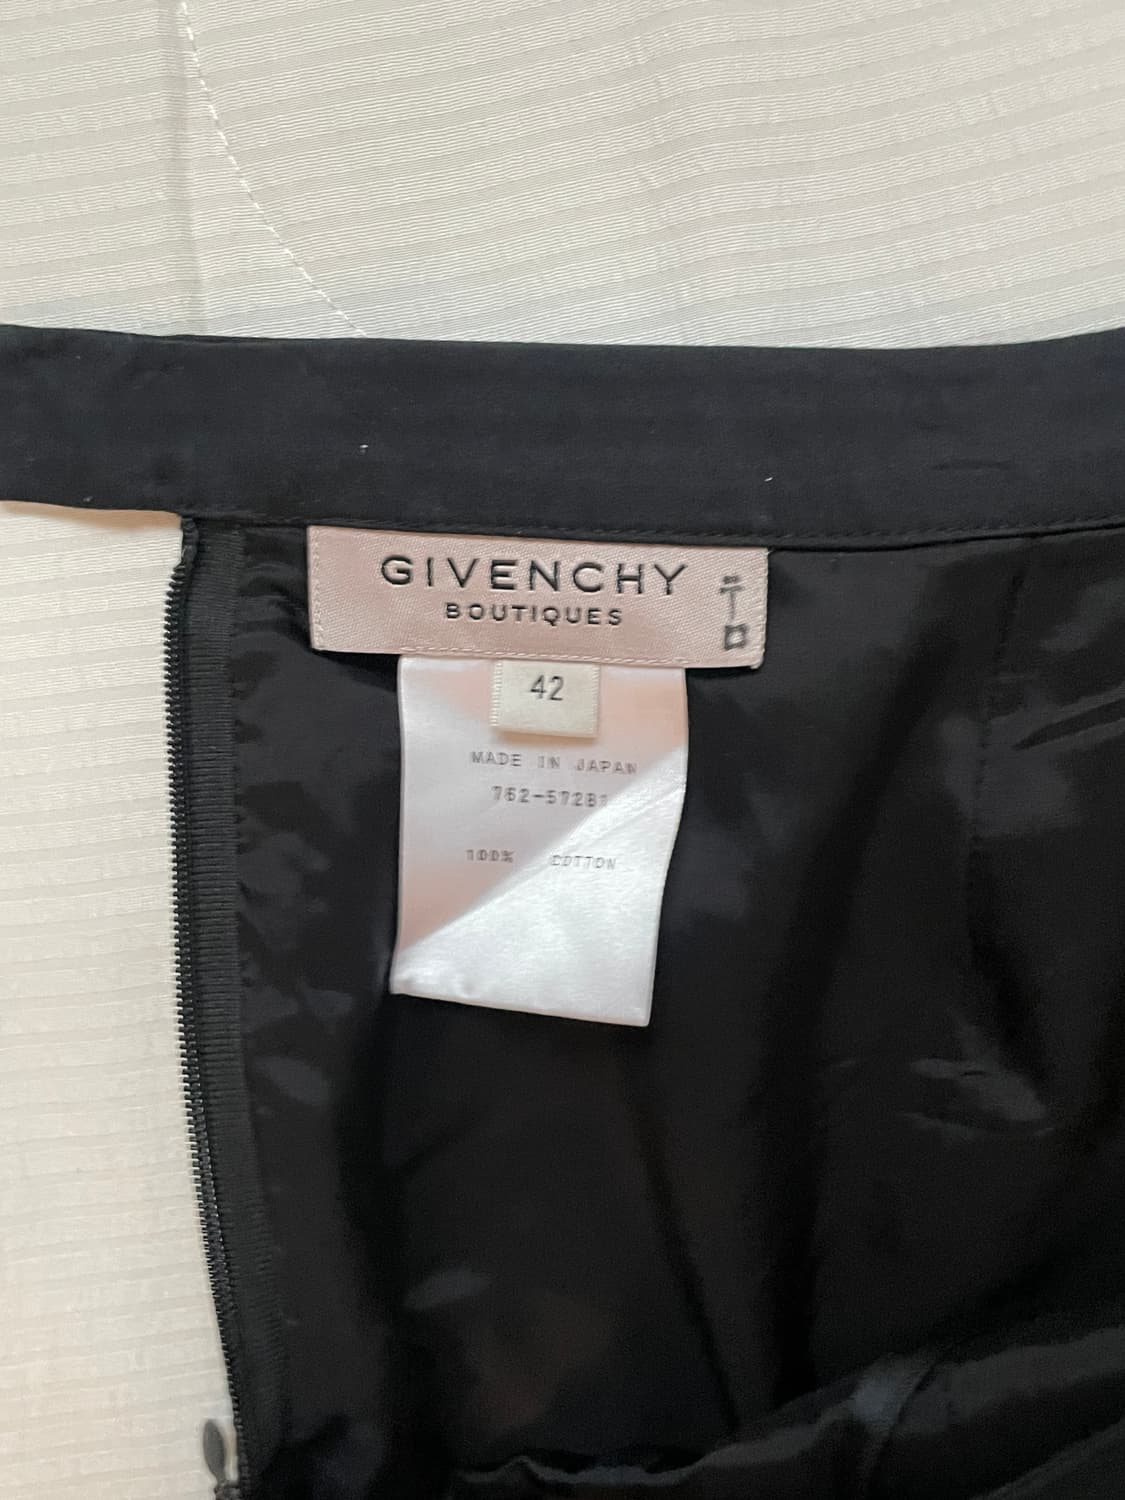 GIVENCHY
BOUTIQUES
42
MADE IN JAPAN
100% COTTON